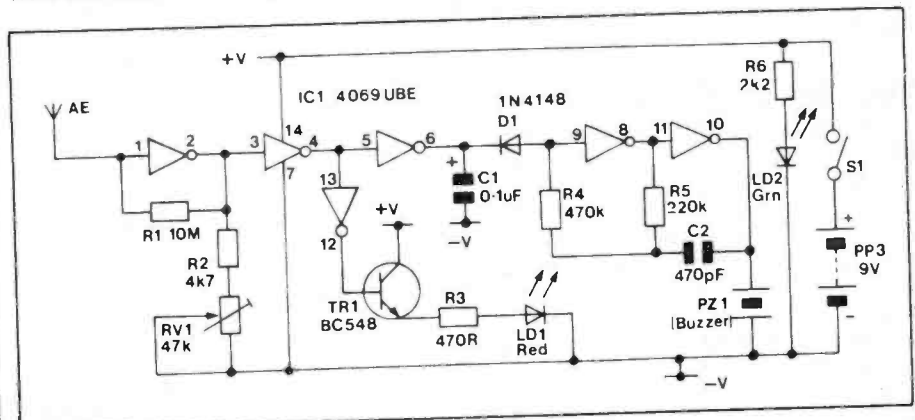 +V
AE
IC1 4069UBE
1N4148
D1
R6
2k2
1
2
3
14
4
7
5
6
9
8
11
10
13
12
+
C1
0·1uF
-V
R4
470k
R5
220k
C2
470pF
LD2
Grn
S1
+
PP3
9V
-
R1 10M
R2
4k7
RV1
47k
+V
TR1
BC548
R3
470R
LD1
Red
PZ1
(Buzzer)
-V